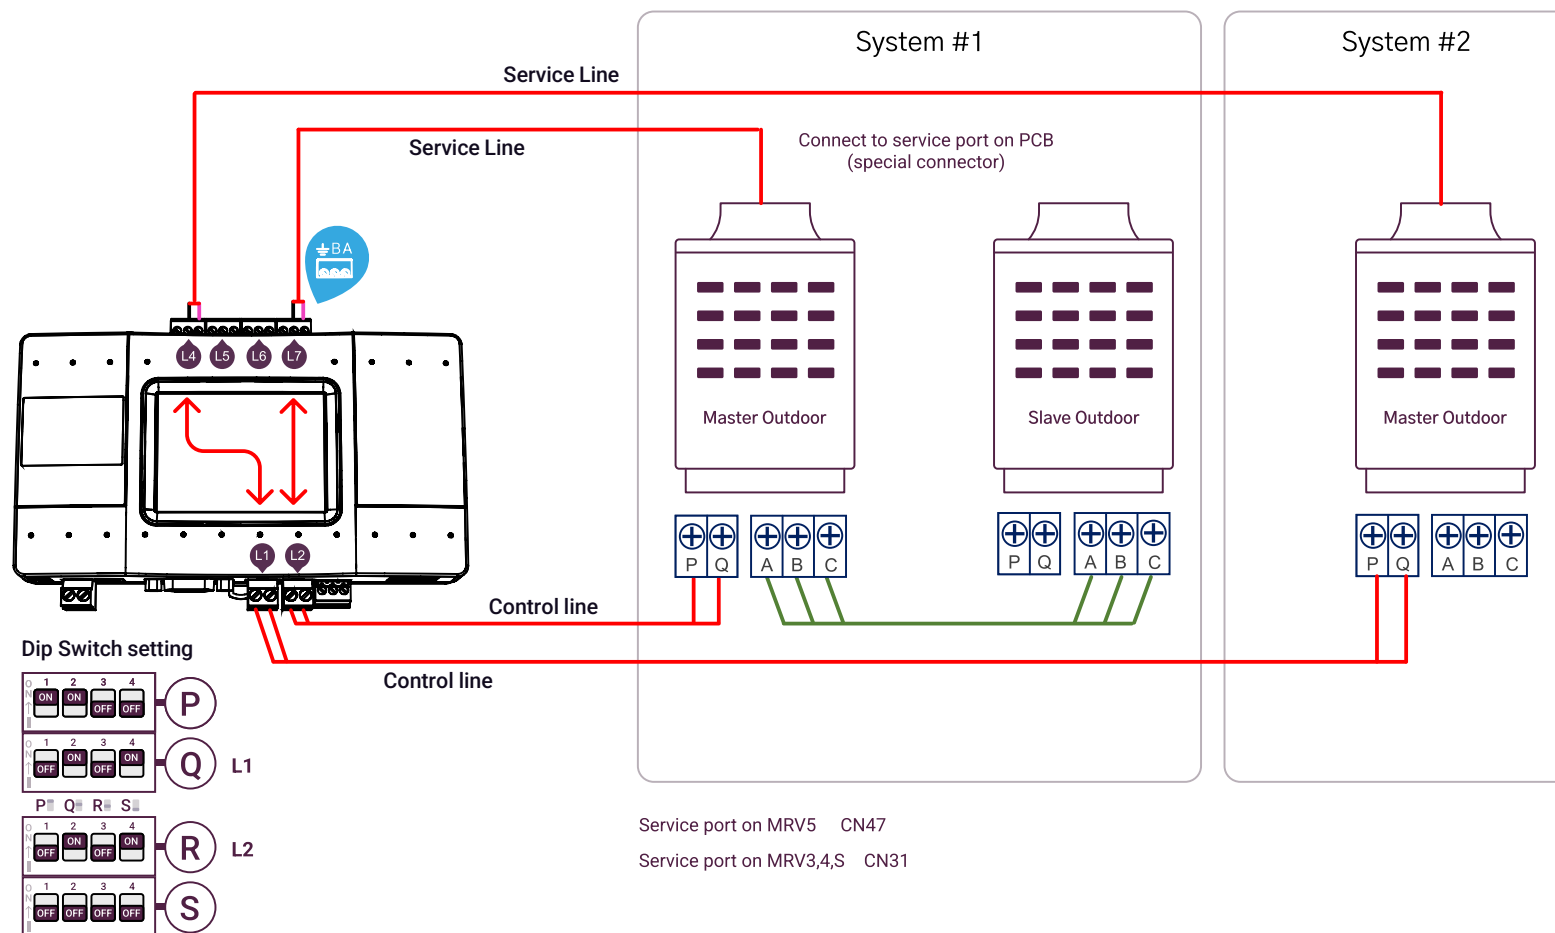 System #1
System #2
Service Line
Service Line
Connect to service port on PCB
(special connector)
B A
L4 L5 L6 L7
Master Outdoor
Slave Outdoor
Master Outdoor
P Q A B C
P Q A B C
P Q A B C
L1 L2
Control line
Control line
Dip Switch setting
ON 1 2 3 4
ON ON OFF OFF
P
ON 1 2 3 4
OFF ON OFF ON
Q L1
P Q R S
ON 1 2 3 4
OFF ON OFF ON
R L2
ON 1 2 3 4
OFF OFF OFF OFF
S
Service port on MRV5 CN47
Service port on MRV3,4,S CN31